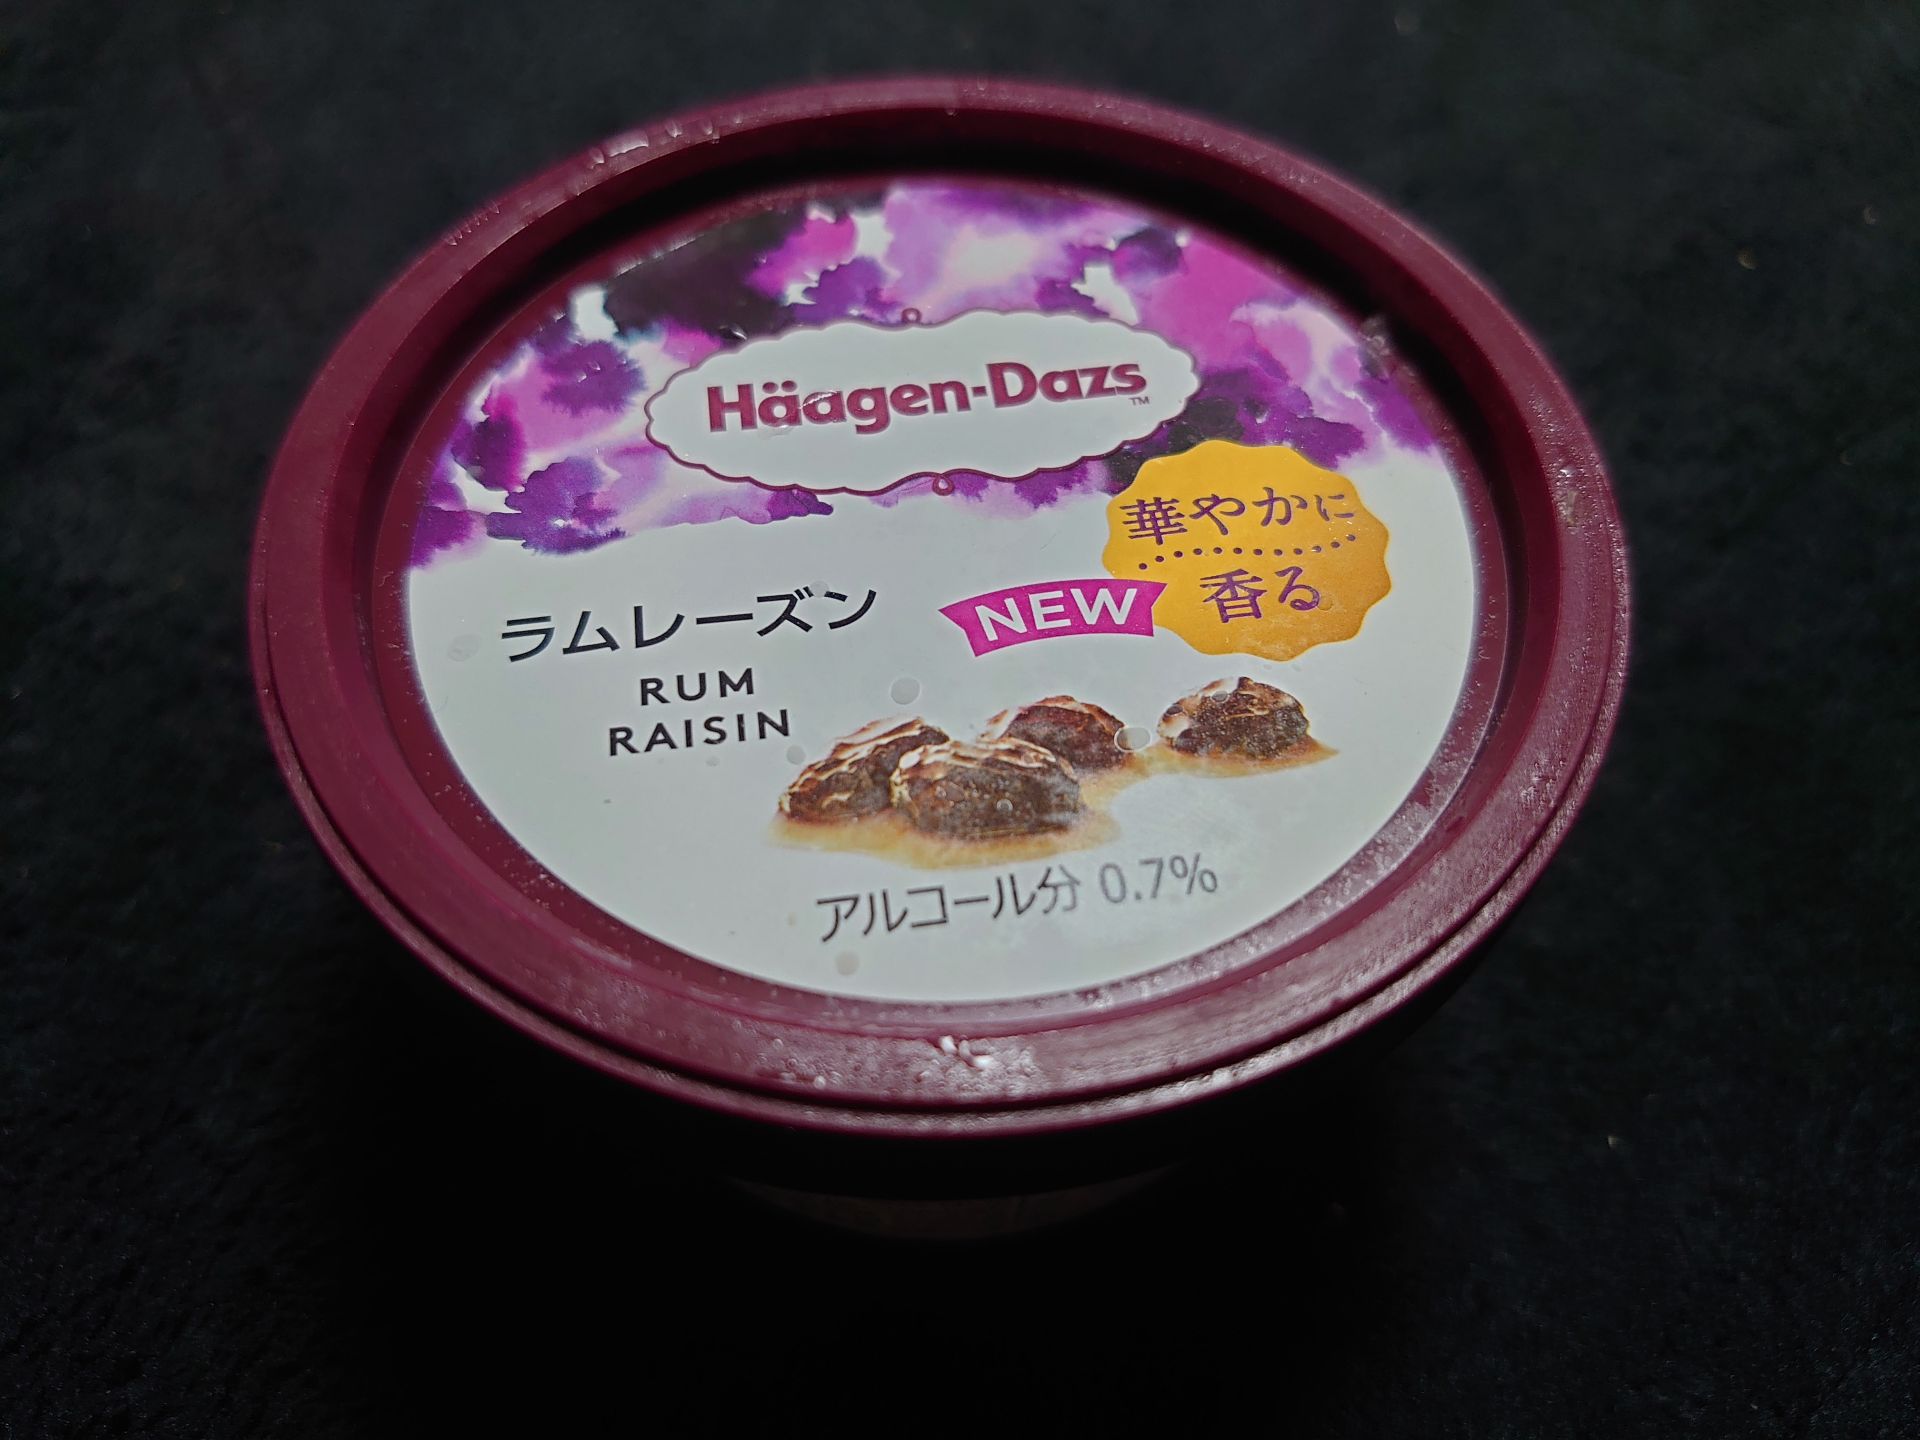 Häagen-Dazs
TM
華やかに
香る
NEW
ラムレーズン
RUM
RAISIN
アルコール分 0.7%